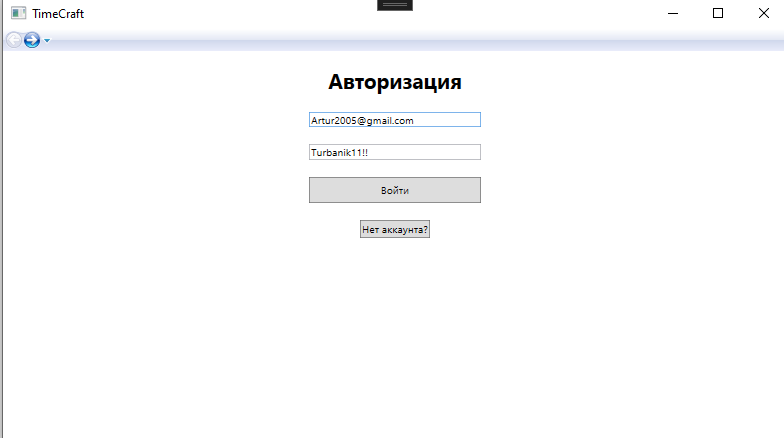 TimeCraft
Авторизация
Artur2005@gmail.com
Turbanik11!!
Войти
Нет аккаунта?